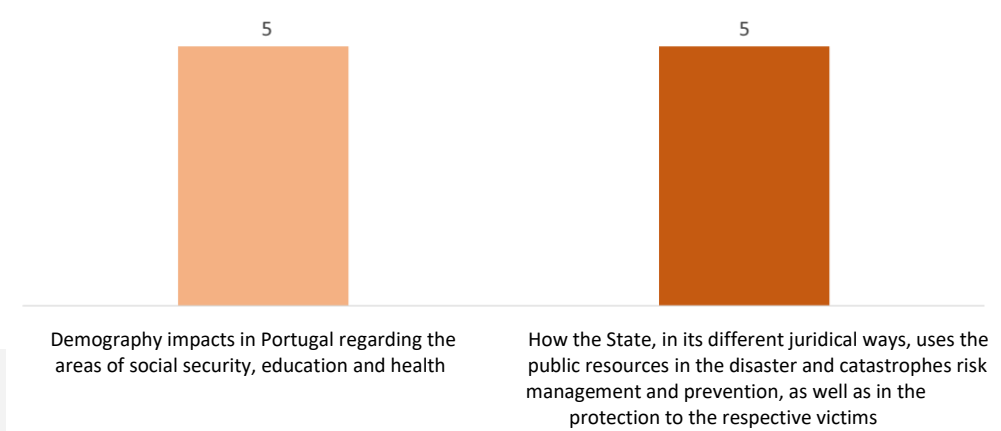 5
5
Demography impacts in Portugal regarding the
areas of social security, education and health
How the State, in its different juridical ways, uses the
public resources in the disaster and catastrophes risk
management and prevention, as well as in the
protection to the respective victims